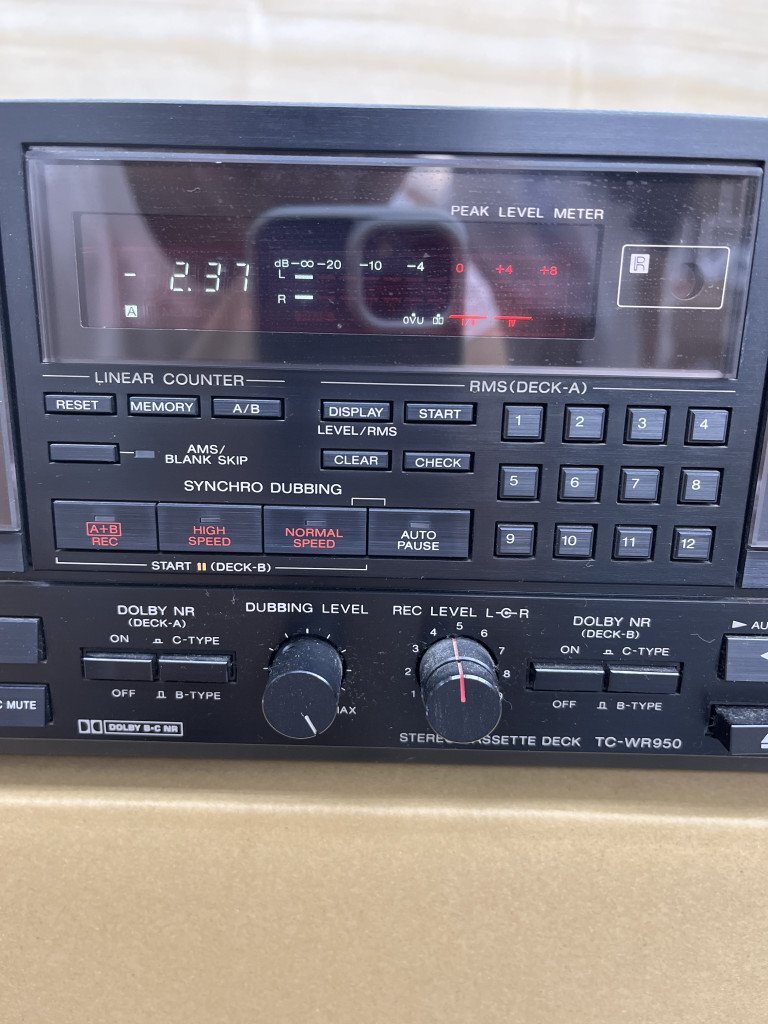 PEAK LEVEL METER
dB -∞ -20 -10 -4 0 +4 +8
- 2.37
L
R
A
0VU
LINEAR COUNTER
RESET MEMORY A/B
RMS(DECK-A)
DISPLAY START
LEVEL/RMS
CLEAR CHECK
1 2 3 4
5 6 7 8
9 10 11 12
AMS/
BLANK SKIP
SYNCHRO DUBBING
A+B
REC
HIGH
SPEED
NORMAL
SPEED
AUTO
PAUSE
START (DECK-B)
DOLBY NR
(DECK-A)
ON C-TYPE
OFF B-TYPE
DUBBING LEVEL
REC LEVEL L R
1 2 3 4 5 6 7 8
DOLBY NR
(DECK-B)
ON C-TYPE
OFF B-TYPE
AU
C MUTE
DOLBY B-C NR
AX
STEREO CASSETTE DECK TC-WR950